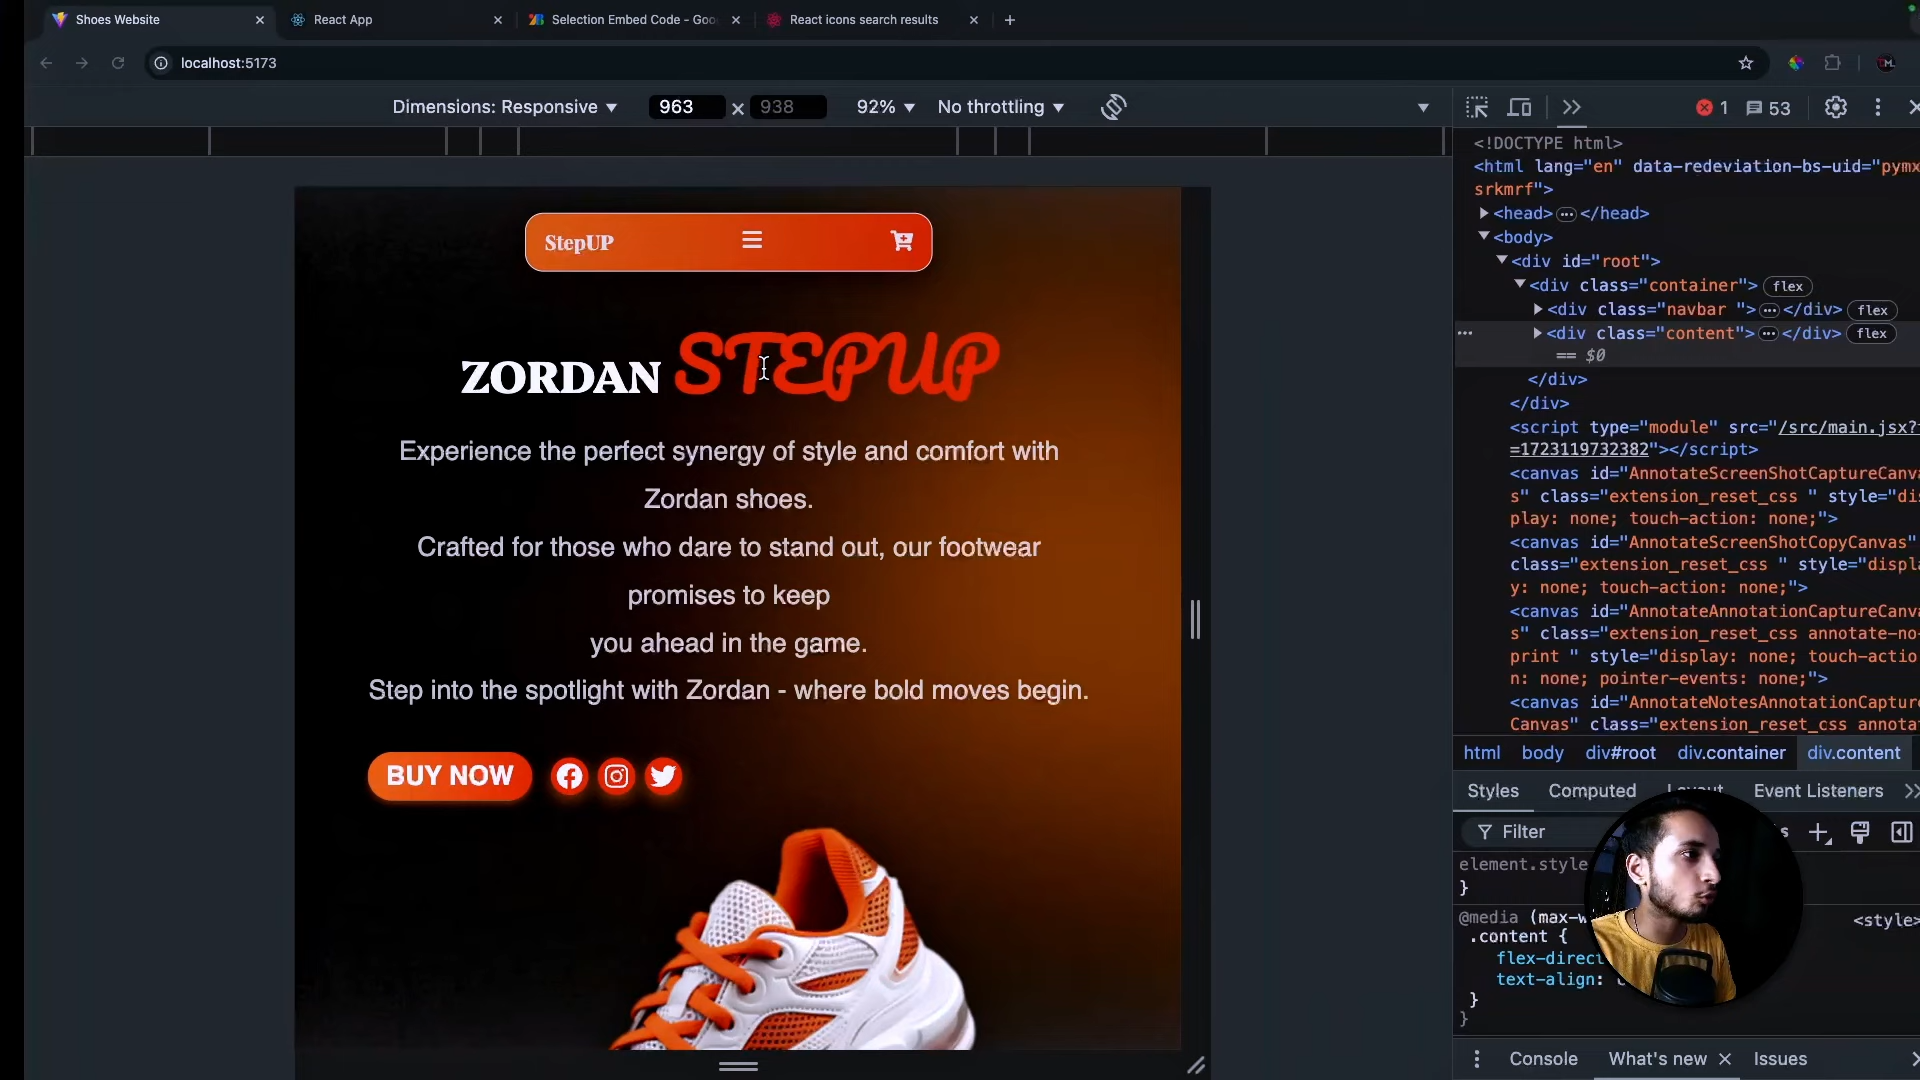 Shoes Website
React App
Selection Embed Code - Goo
React icons search results
localhost:5173
Dimensions: Responsive
963
938
92%
No throttling
1
53
StepUP
ZORDAN STEPUP
Experience the perfect synergy of style and comfort with
Zordan shoes.
Crafted for those who dare to stand out, our footwear
promises to keep
you ahead in the game.
Step into the spotlight with Zordan - where bold moves begin.
BUY NOW
<!DOCTYPE html>
<html lang="en" data-redeviation-bs-uid="pymx
srkmrf">
<head> … </head>
<body>
<div id="root">
<div class="container"> flex
<div class="navbar "> … </div> flex
<div class="content"> … </div> flex
== $0
</div>
</div>
<script type="module" src="/src/main.jsx?
=1723119732382"></script>
<canvas id="AnnotateScreenShotCaptureCanva
s" class="extension_reset_css " style="dis
play: none; touch-action: none;">
<canvas id="AnnotateScreenShotCopyCanvas"
class="extension_reset_css " style="displ
y: none; touch-action: none;">
<canvas id="AnnotateAnnotationCaptureCanva
s" class="extension_reset_css annotate-no-
print " style="display: none; touch-actio
n: none; pointer-events: none;">
<canvas id="AnnotateNotesAnnotationCapture
Canvas" class="extension_reset_css annotat
html body div#root div.container div.content
Styles Computed Layout Event Listeners
Filter
element.style
}
@media (max-w
<style>
.content {
flex-direct
text-align:
}
}
Console What's new Issues